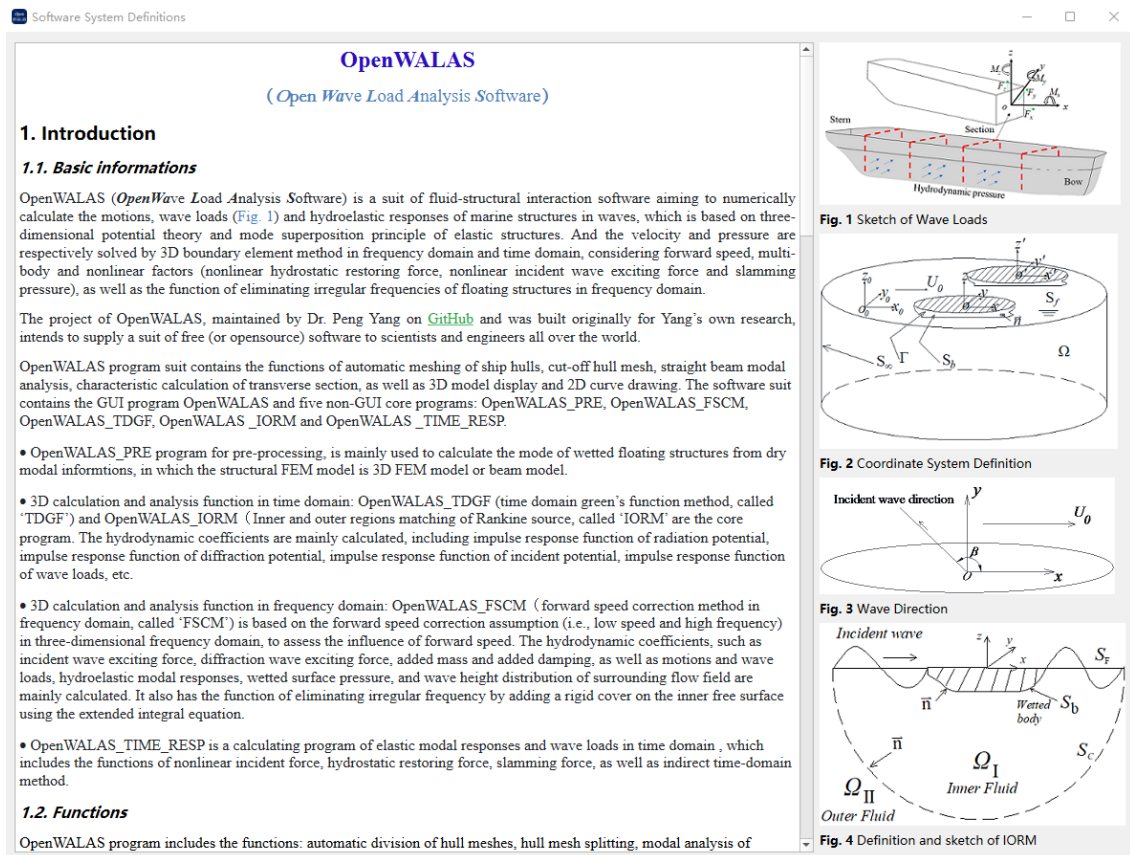 Software System Definitions
OpenWALAS
（Open Wave Load Analysis Software）
1. Introduction
1.1. Basic informations
OpenWALAS (OpenWave Load Analysis Software) is a suit of fluid-structural interaction software aiming to numerically
calculate the motions, wave loads (Fig. 1) and hydroelastic responses of marine structures in waves, which is based on three-
dimensional potential theory and mode superposition principle of elastic structures. And the velocity and pressure are
respectively solved by 3D boundary element method in frequency domain and time domain, considering forward speed, multi-
body and nonlinear factors (nonlinear hydrostatic restoring force, nonlinear incident wave exciting force and slamming
pressure), as well as the function of eliminating irregular frequencies of floating structures in frequency domain.
The project of OpenWALAS, mantained by Dr. Peng Yang on GitHub and was built originally for Yang's own research,
intends to supply a suit of free (or opensource) software to scientists and engineers all over the world.
OpenWALAS program suit contains the functions of automatic meshing of ship hulls, cut-off hull mesh, straight beam modal
analysis, characteristic calculation of transverse section, as well as 3D model display and 2D curve drawing. The software suit
contains the GUI program OpenWALAS and five non-GUI core programs: OpenWALAS_PRE, OpenWALAS_FSCM,
OpenWALAS_TDGF, OpenWALAS _IORM and OpenWALAS _TIME_RESP.
• OpenWALAS_PRE program for pre-processing, is mainly used to calculate the mode of wetted floating structures from dry
modal informtions, in which the structural FEM model is 3D FEM model or beam model.
• 3D calculation and analysis function in time domain: OpenWALAS_TDGF (time domain green's function method, called
‘TDGF’) and OpenWALAS_IORM（Inner and outer regions matching of Rankine source, called ‘IORM’ are the core
program. The hydrodynamic coefficients are mainly calculated, including impulse response function of radiation potential,
impulse response function of diffraction potential, impulse response function of incident potential, impulse response function
of wave loads, etc.
• 3D calculation and analysis function in frequency domain: OpenWALAS_FSCM（forward speed correction method in
frequency domain, called ‘FSCM’) is based on the forward speed correction assumption (i.e., low speed and high frequency)
in three-dimensional frequency domain, to assess the influence of forward speed. The hydrodynamic coefficients, such as
incident wave exciting force, diffraction wave exciting force, added mass and added damping, as well as motions and wave
loads, hydroelastic modal responses, wetted surface pressure, and wave height distribution of surrounding flow field are
mainly calculated. It also has the function of eliminating irregular frequency by adding a rigid cover on the inner free surface
using the extended integral equation.
• OpenWALAS_TIME_RESP is a calculating program of elastic modal responses and wave loads in time domain , which
includes the functions of nonlinear incident force, hydrostatic restoring force, slamming force, as well as indirect time-domain
method.
1.2. Functions
OpenWALAS program includes the functions: automatic division of hull meshes, hull mesh splitting, modal analysis of
z
y
x
o
Stern
Section
Bow
Hydrodynamic pressure
Fig. 1 Sketch of Wave Loads
z'
y'
x'
z0
y0
x0
U0
Sf
Ω
S∞
Γ
Sb
Fig. 2 Coordinate System Definition
Incident wave direction
y
U0
β
O
x
Fig. 3 Wave Direction
Incident wave
z
y
x
SF
n
Wetted
body
Sb
n
SC
ΩI
Inner Fluid
ΩII
Outer Fluid
Fig. 4 Definition and sketch of IORM